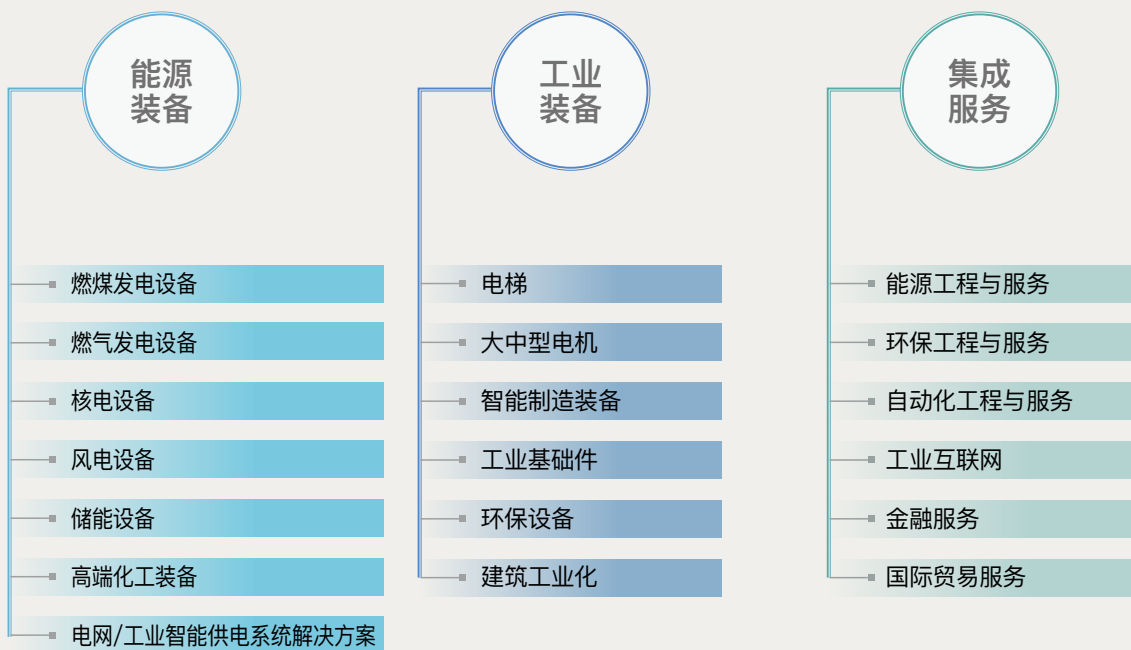 能源
装备
燃煤发电设备
燃气发电设备
核电设备
风电设备
储能设备
高端化工装备
电网/工业智能供电系统解决方案
工业
装备
电梯
大中型电机
智能制造装备
工业基础件
环保设备
建筑工业化
集成
服务
能源工程与服务
环保工程与服务
自动化工程与服务
工业互联网
金融服务
国际贸易服务